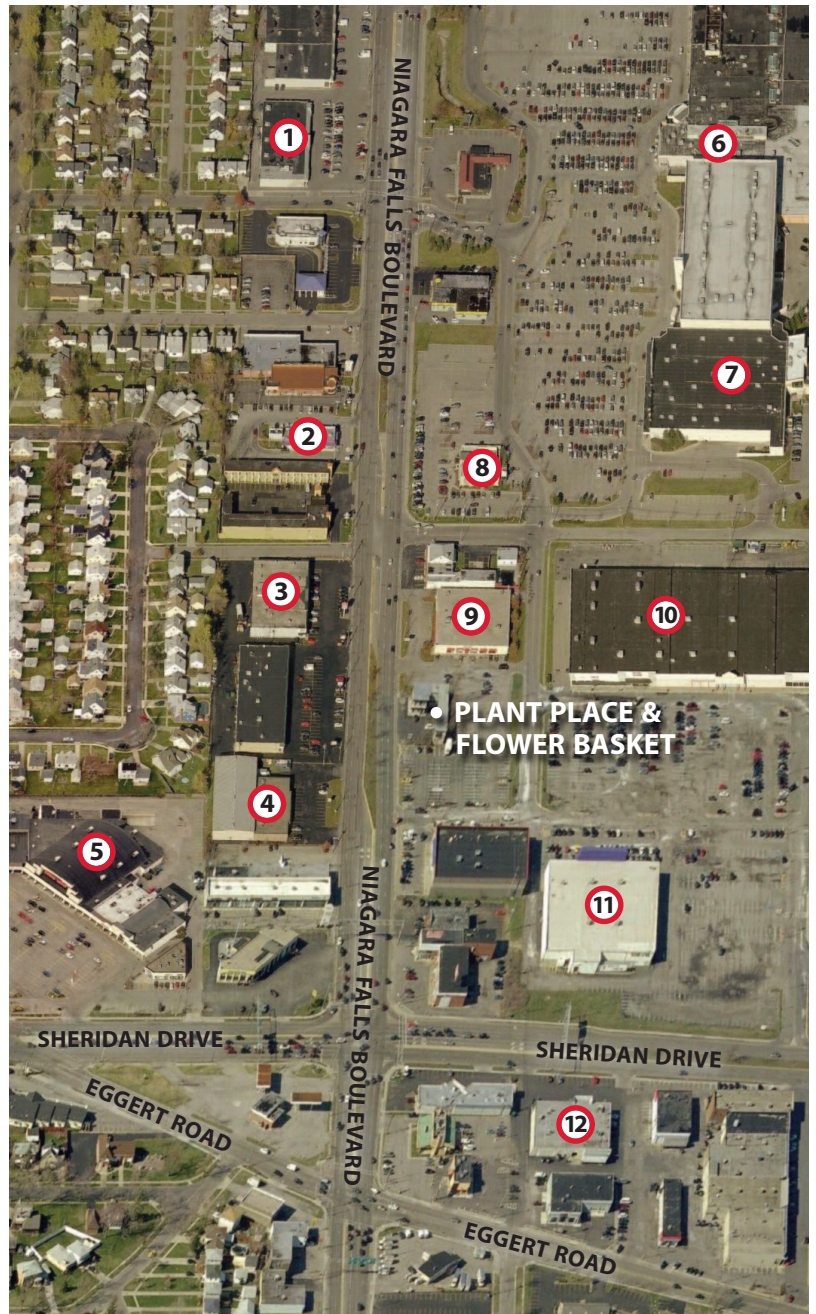 NIAGARA FALLS BOULEVARD
1
6
7
2
8
3
9
10
• PLANT PLACE &
FLOWER BASKET
4
5
NIAGARA FALLS BOULEVARD
11
SHERIDAN DRIVE
SHERIDAN DRIVE
EGGERT ROAD
12
EGGERT ROAD